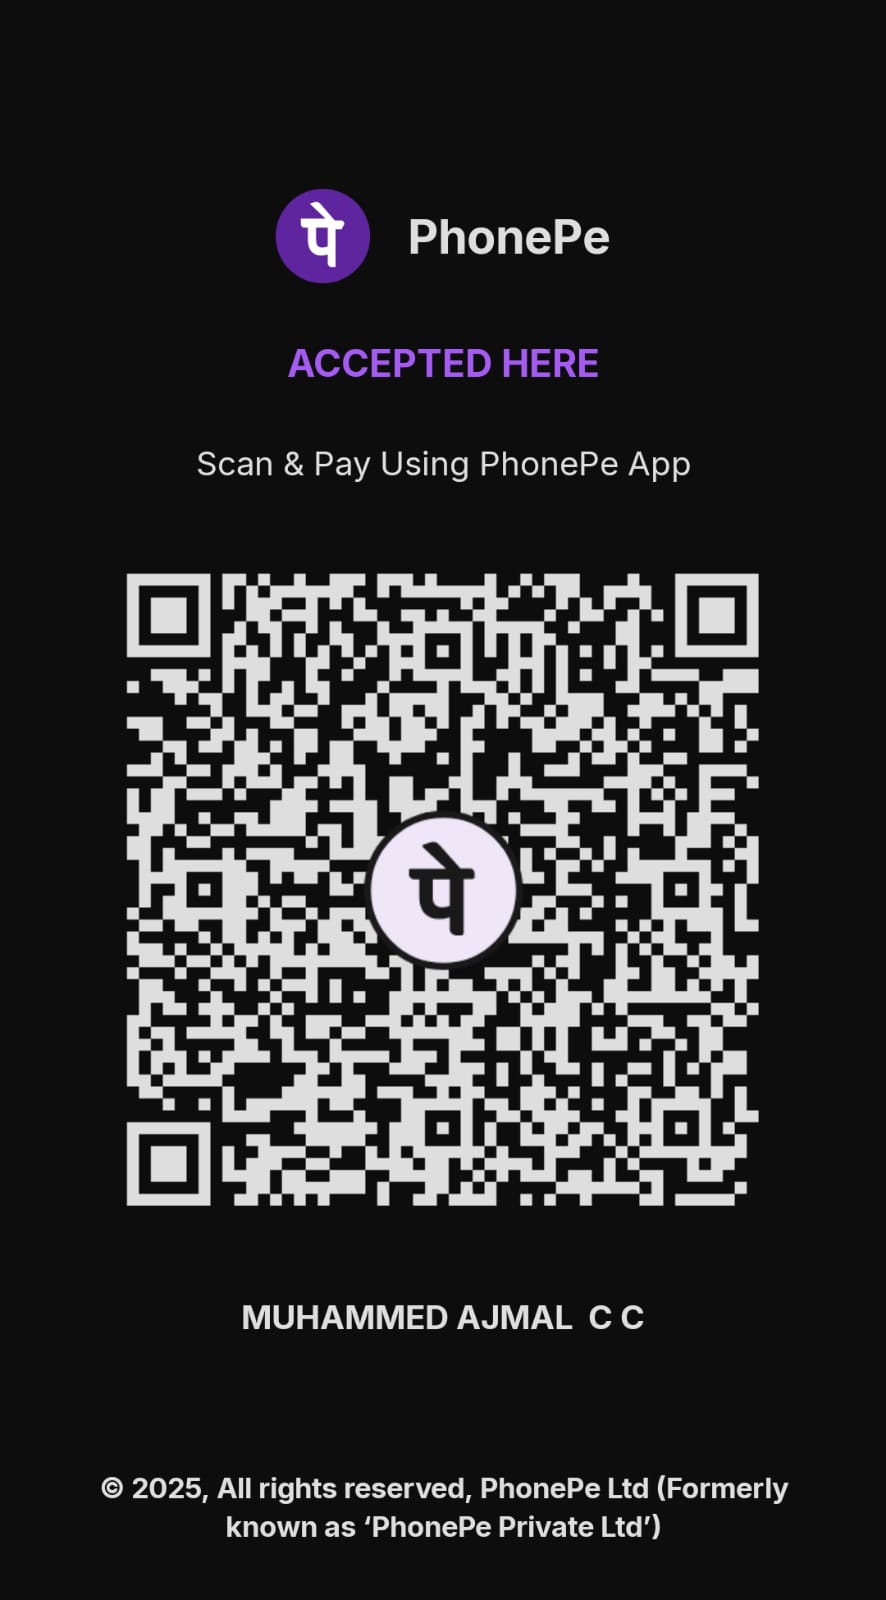 पे PhonePe
ACCEPTED HERE
Scan & Pay Using PhonePe App
पे
MUHAMMED AJMAL C C
© 2025, All rights reserved, PhonePe Ltd (Formerly
known as ‘PhonePe Private Ltd’)